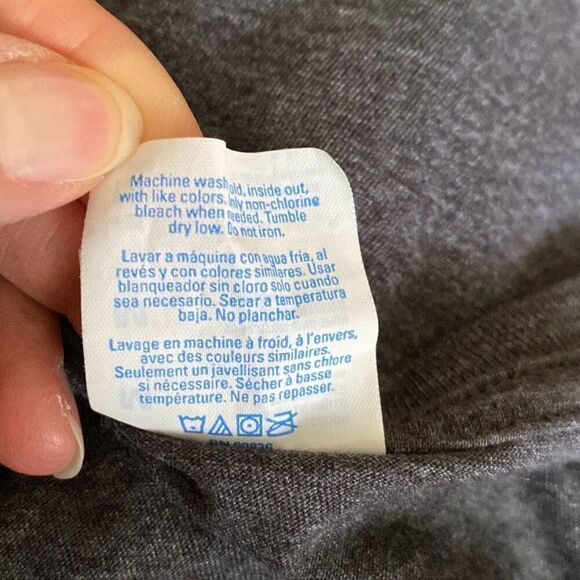 Machine wash cold, inside out,
with like colors. Only non-chlorine
bleach when needed. Tumble
dry low. Do not iron.
Lavar a máquina con agua fría, al
revés y con colores similares. Usar
blanqueador sin cloro solo cuando
sea necesario. Secar a temperatura
baja. No planchar.
Lavage en machine à froid, à l'envers,
avec des couleurs similaires.
Seulement un javellisant sans chlore
si nécessaire. Sécher à basse
température. Ne pas repasser.